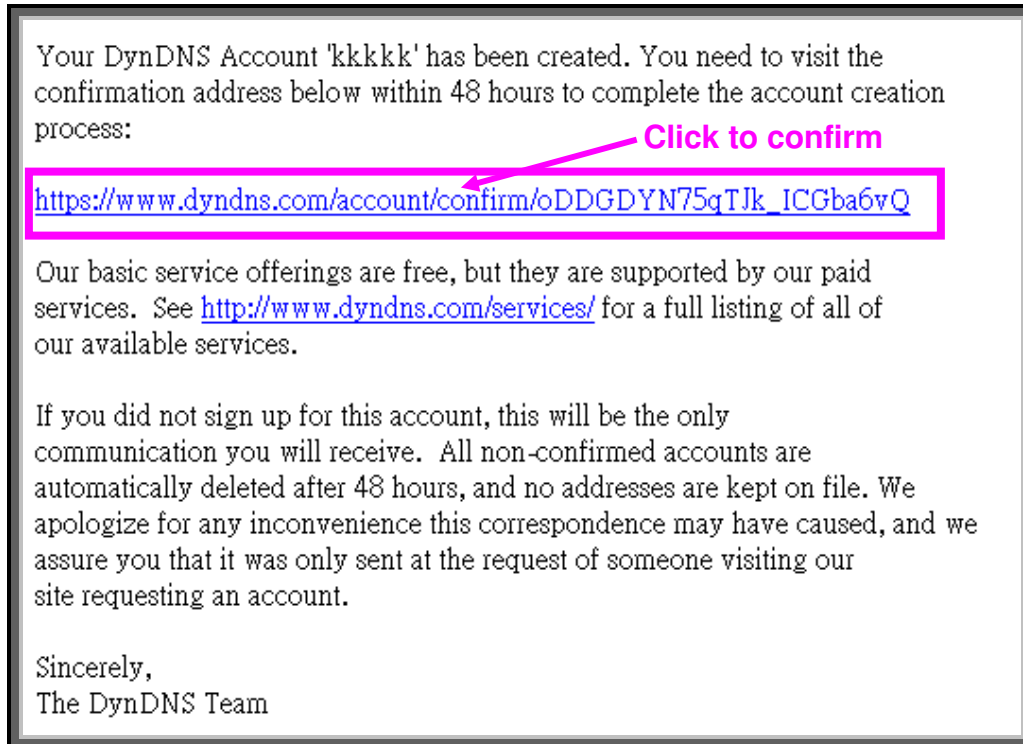 Your DynDNS Account 'kkkkk' has been created. You need to visit the
confirmation address below within 48 hours to complete the account creation
process:
Click to confirm
https://www.dyndns.com/account/confirm/oDDGDYN75qTJk_ICGba6vQ
Our basic service offerings are free, but they are supported by our paid
services.  See http://www.dyndns.com/services/ for a full listing of all of
our available services.
If you did not sign up for this account, this will be the only
communication you will receive.  All non-confirmed accounts are
automatically deleted after 48 hours, and no addresses are kept on file. We
apologize for any inconvenience this correspondence may have caused, and we
assure you that it was only sent at the request of someone visiting our
site requesting an account.
Sincerely,
The DynDNS Team